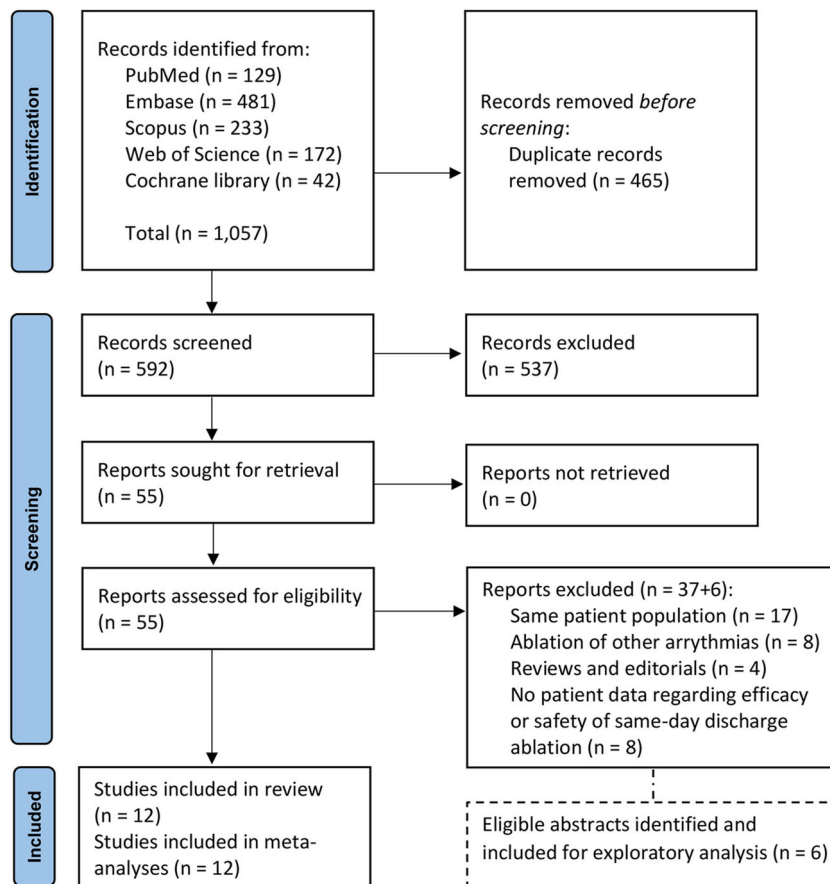 Identification
Records identified from:
PubMed (n = 129)
Embase (n = 481)
Scopus (n = 233)
Web of Science (n = 172)
Cochrane library (n = 42)
Total (n = 1,057)
Records removed before
screening:
Duplicate records
removed (n = 465)
Screening
Records screened
(n = 592)
Records excluded
(n = 537)
Reports sought for retrieval
(n = 55)
Reports not retrieved
(n = 0)
Reports assessed for eligibility
(n = 55)
Reports excluded (n = 37+6):
Same patient population (n = 17)
Ablation of other arrythmias (n = 8)
Reviews and editorials (n = 4)
No patient data regarding efficacy
or safety of same-day discharge
ablation (n = 8)
Included
Studies included in review
(n = 12)
Studies included in meta-
analyses (n = 12)
Eligible abstracts identified and
included for exploratory analysis (n = 6)